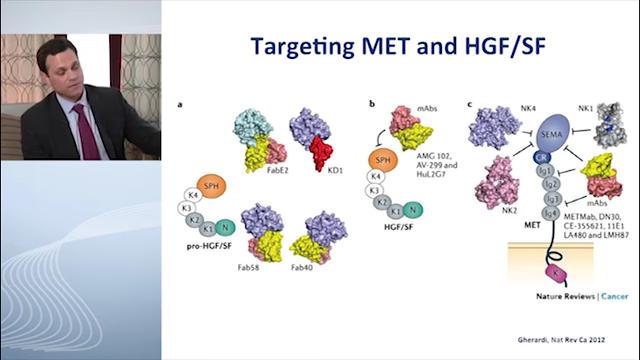 Targeting MET and HGF/SF
a
FabE2
KD1
SPH
K4
K3
K2
K1
N
pro-HGF/SF
Fab58
Fab40
b
mAbs
SPH
AMG 102,
AV-299 and
HuL2G7
K4
K3
K2
K1
N
HGF/SF
c
NK4
NK1
SEMA
CR
Ig1
Ig2
Ig3
Ig4
NK2
mAbs
MET
METMab, DN30,
CE-355621, 11E1
LA480 and LMH87
K
Nature Reviews | Cancer
Gherardi, Nat Rev Ca 2012